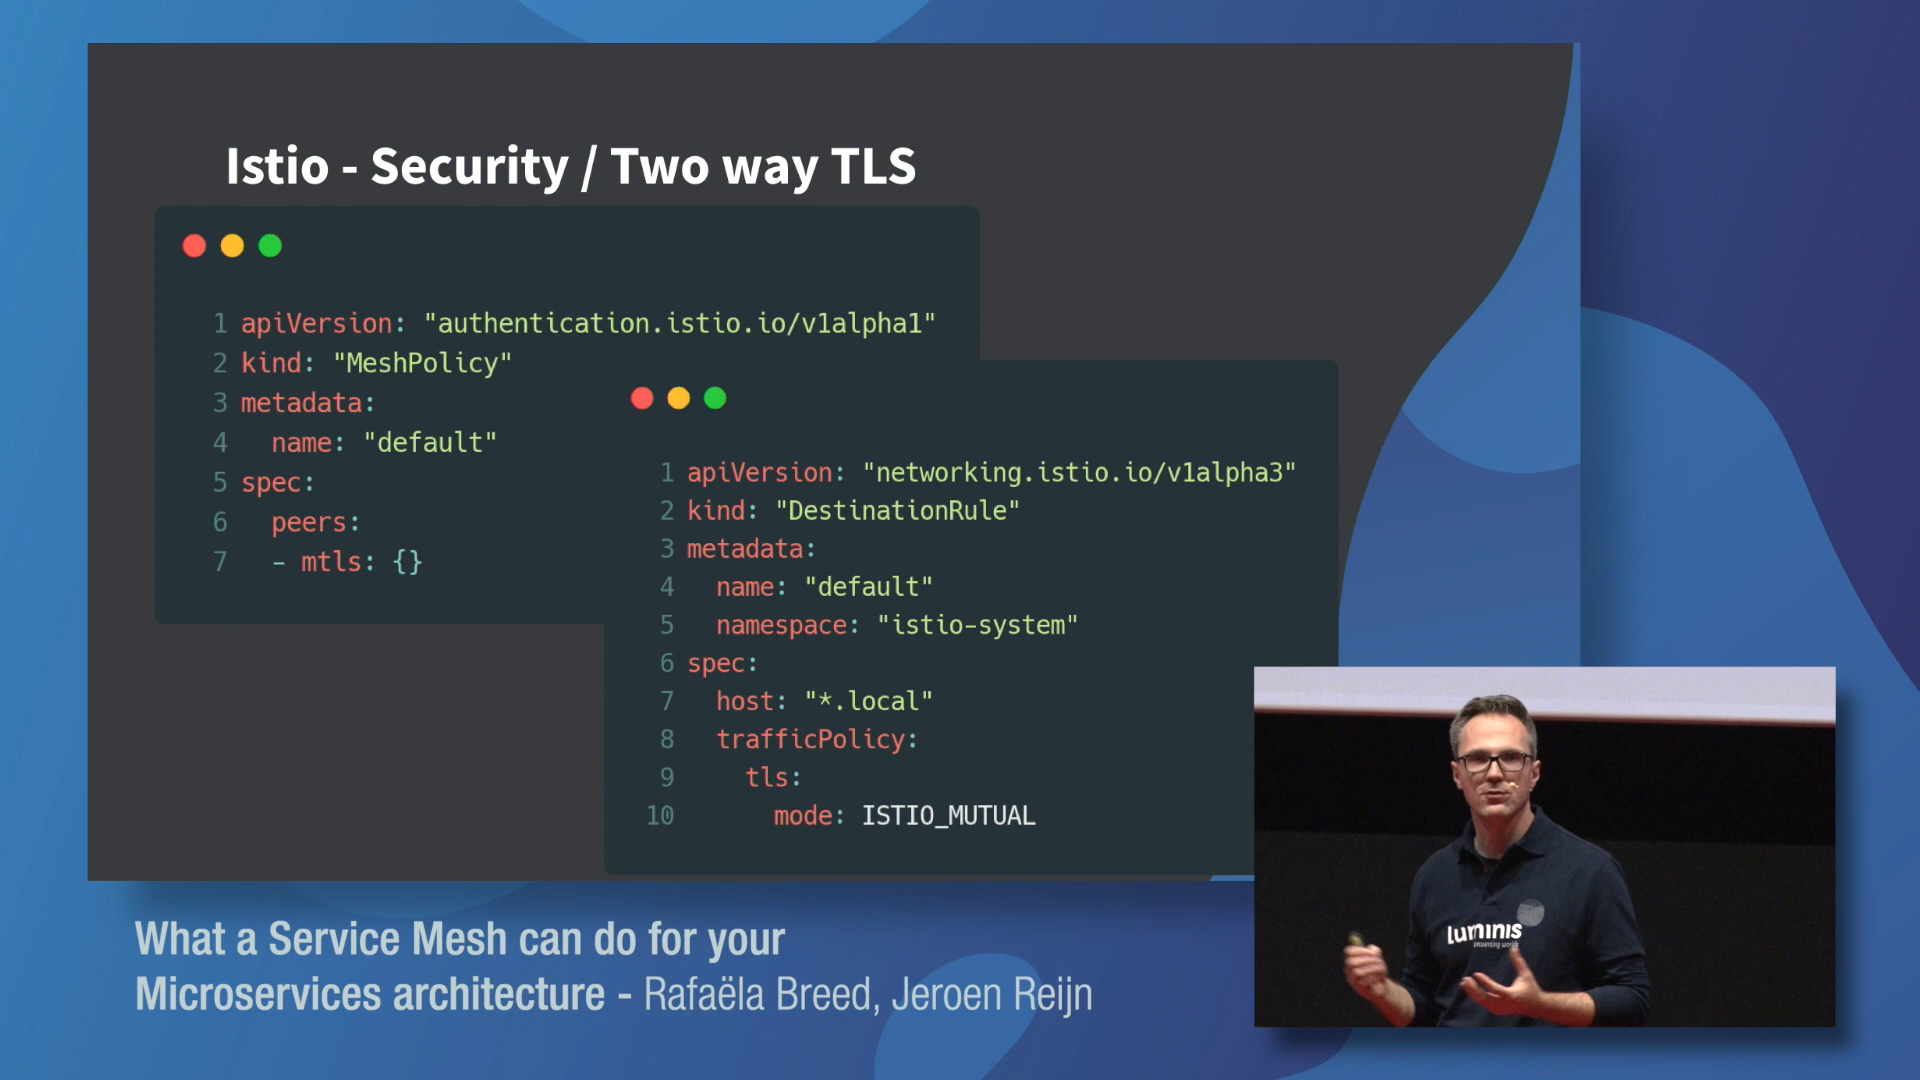 Istio - Security / Two way TLS
1 apiVersion: "authentication.istio.io/v1alpha1"
2 kind: "MeshPolicy"
3 metadata:
4   name: "default"
5 spec:
6   peers:
7   - mtls: {}
1 apiVersion: "networking.istio.io/v1alpha3"
2 kind: "DestinationRule"
3 metadata:
4   name: "default"
5   namespace: "istio-system"
6 spec:
7   host: "*.local"
8   trafficPolicy:
9     tls:
10       mode: ISTIO_MUTUAL
luminis
What a Service Mesh can do for your
Microservices architecture - Rafaëla Breed, Jeroen Reijn